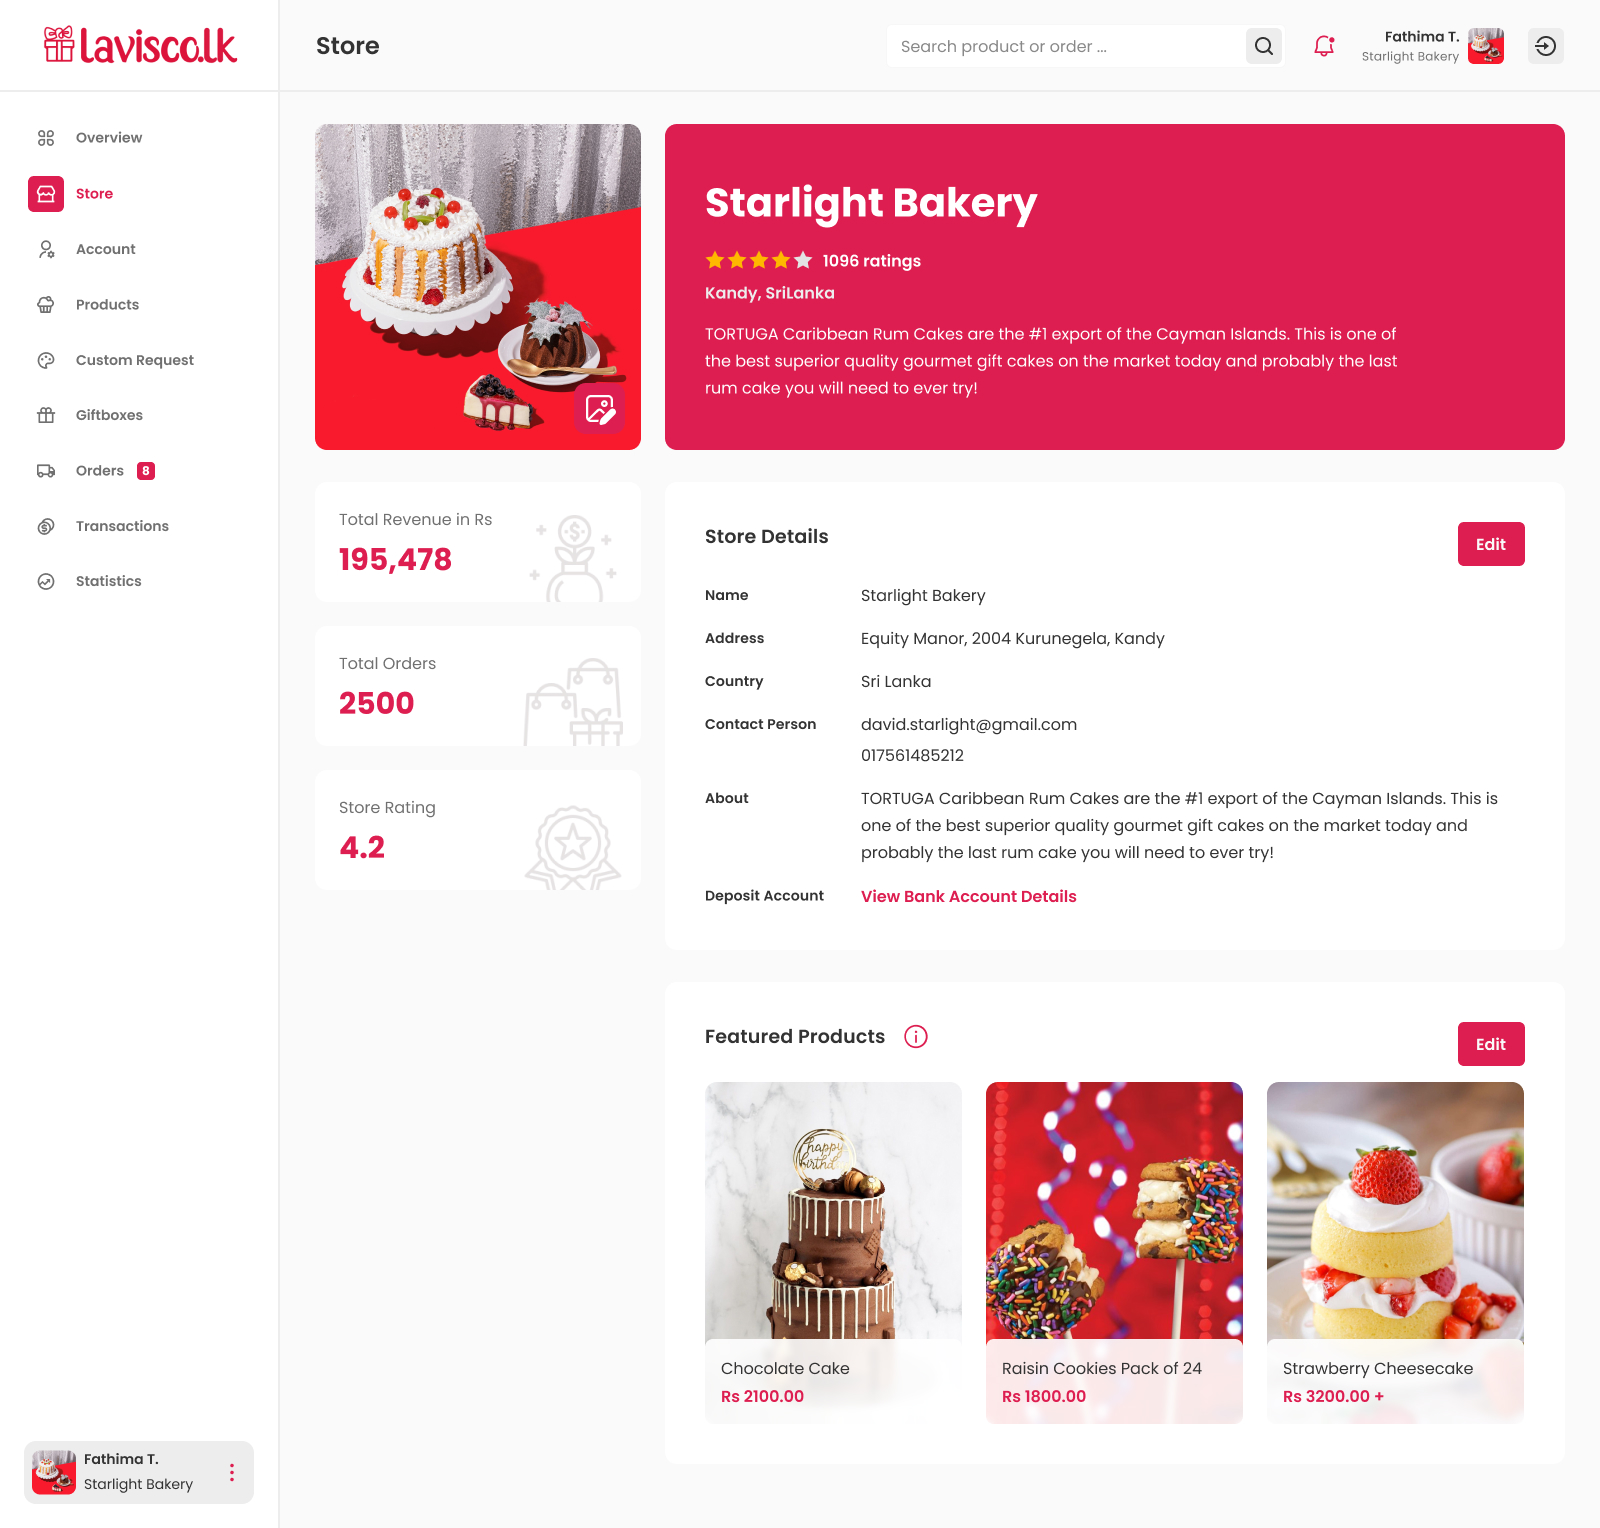 lavisco.lk
Store
Search product or order ...
Fathima T.
Starlight Bakery
Overview
Store
Account
Products
Custom Request
Giftboxes
Orders 8
Transactions
Statistics
Starlight Bakery
1096 ratings
Kandy, SriLanka
TORTUGA Caribbean Rum Cakes are the #1 export of the Cayman Islands. This is one of
the best superior quality gourmet gift cakes on the market today and probably the last
rum cake you will need to ever try!
Total Revenue in Rs
195,478
Total Orders
2500
Store Rating
4.2
Store Details
Edit
Name Starlight Bakery
Address Equity Manor, 2004 Kurunegela, Kandy
Country Sri Lanka
Contact Person david.starlight@gmail.com
017561485212
About TORTUGA Caribbean Rum Cakes are the #1 export of the Cayman Islands. This is
one of the best superior quality gourmet gift cakes on the market today and
probably the last rum cake you will need to ever try!
Deposit Account View Bank Account Details
Featured Products
Edit
happy
birthd
Chocolate Cake
Rs 2100.00
Raisin Cookies Pack of 24
Rs 1800.00
Strawberry Cheesecake
Rs 3200.00 +
Fathima T.
Starlight Bakery